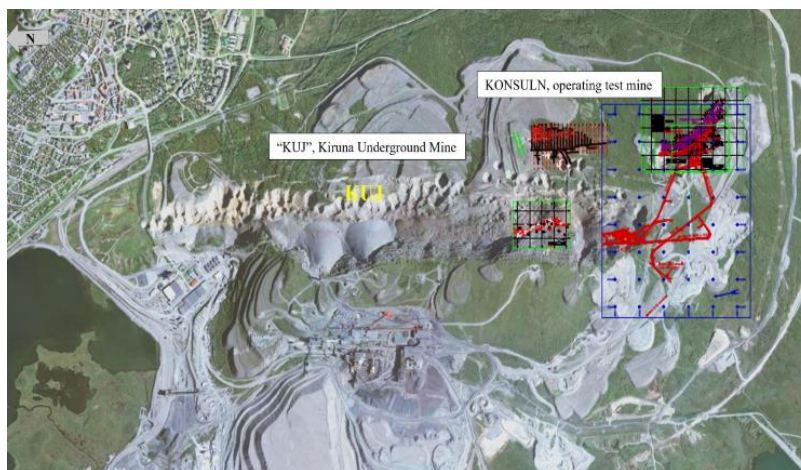 N
KONSULN, operating test mine
“KUJ”, Kiruna Underground Mine
KUJ